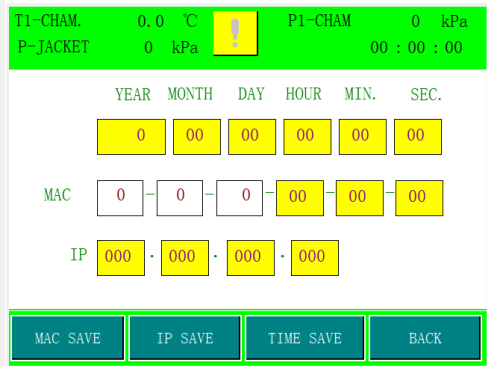 T1-CHAM. 0.0 ℃ ! P1-CHAM 0 kPa
P-JACKET 0 kPa 00 : 00 : 00
YEAR MONTH DAY HOUR MIN. SEC.
0 00 00 00 00 00
MAC 0 - 0 - 0 - 00 - 00 - 00
IP 000 . 000 . 000 . 000
MAC SAVE IP SAVE TIME SAVE BACK